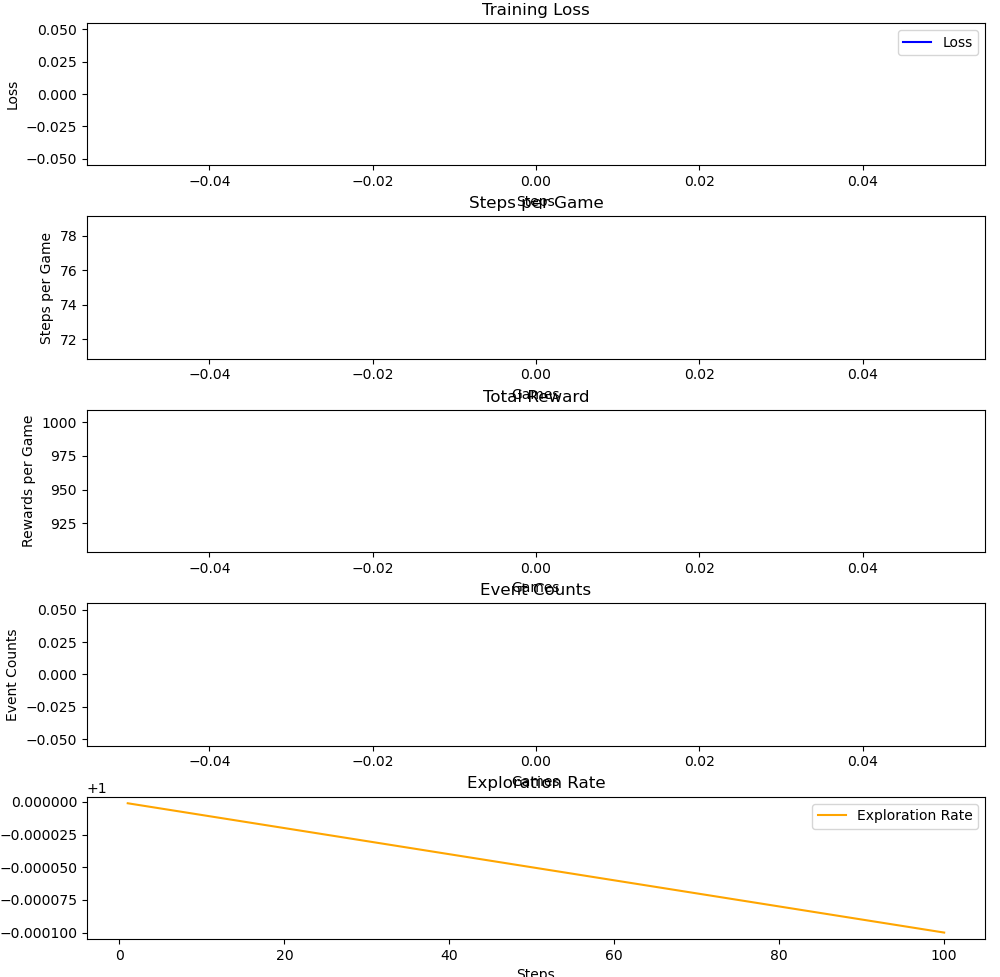 Training Loss
Loss
0.050
0.025
0.000
−0.025
−0.050
Loss
−0.04 −0.02 0.00 0.02 0.04
Steps
Steps per Game
Steps per Game
78
76
74
72
−0.04 −0.02 0.00 0.02 0.04
Games
Total Reward
Rewards per Game
1000
975
950
925
−0.04 −0.02 0.00 0.02 0.04
Games
Event Counts
Event Counts
0.050
0.025
0.000
−0.025
−0.050
−0.04 −0.02 0.00 0.02 0.04
Games
Exploration Rate
+1
0.000000
−0.000025
−0.000050
−0.000075
−0.000100
Exploration Rate
0 20 40 60 80 100
Steps